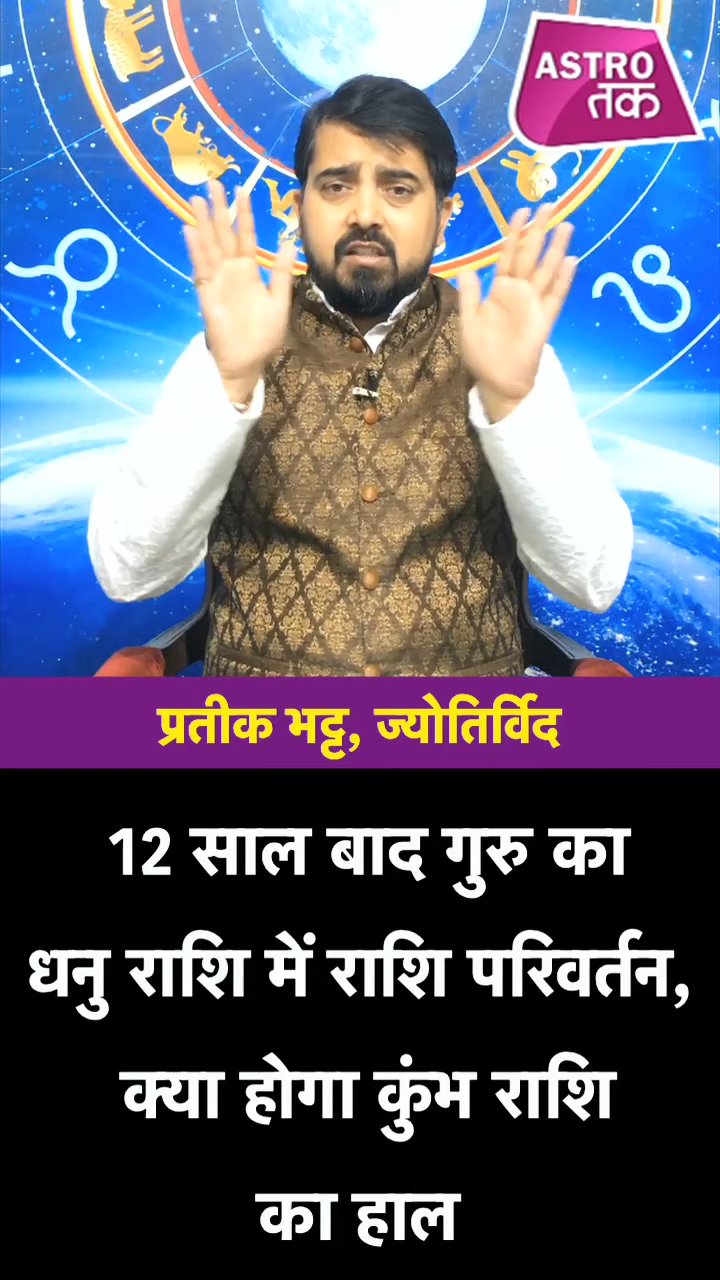 ASTRO
तक
प्रतीक भट्ट, ज्योतिर्विद
12 साल बाद गुरु का
धनु राशि में राशि परिवर्तन,
क्या होगा कुंभ राशि
का हाल